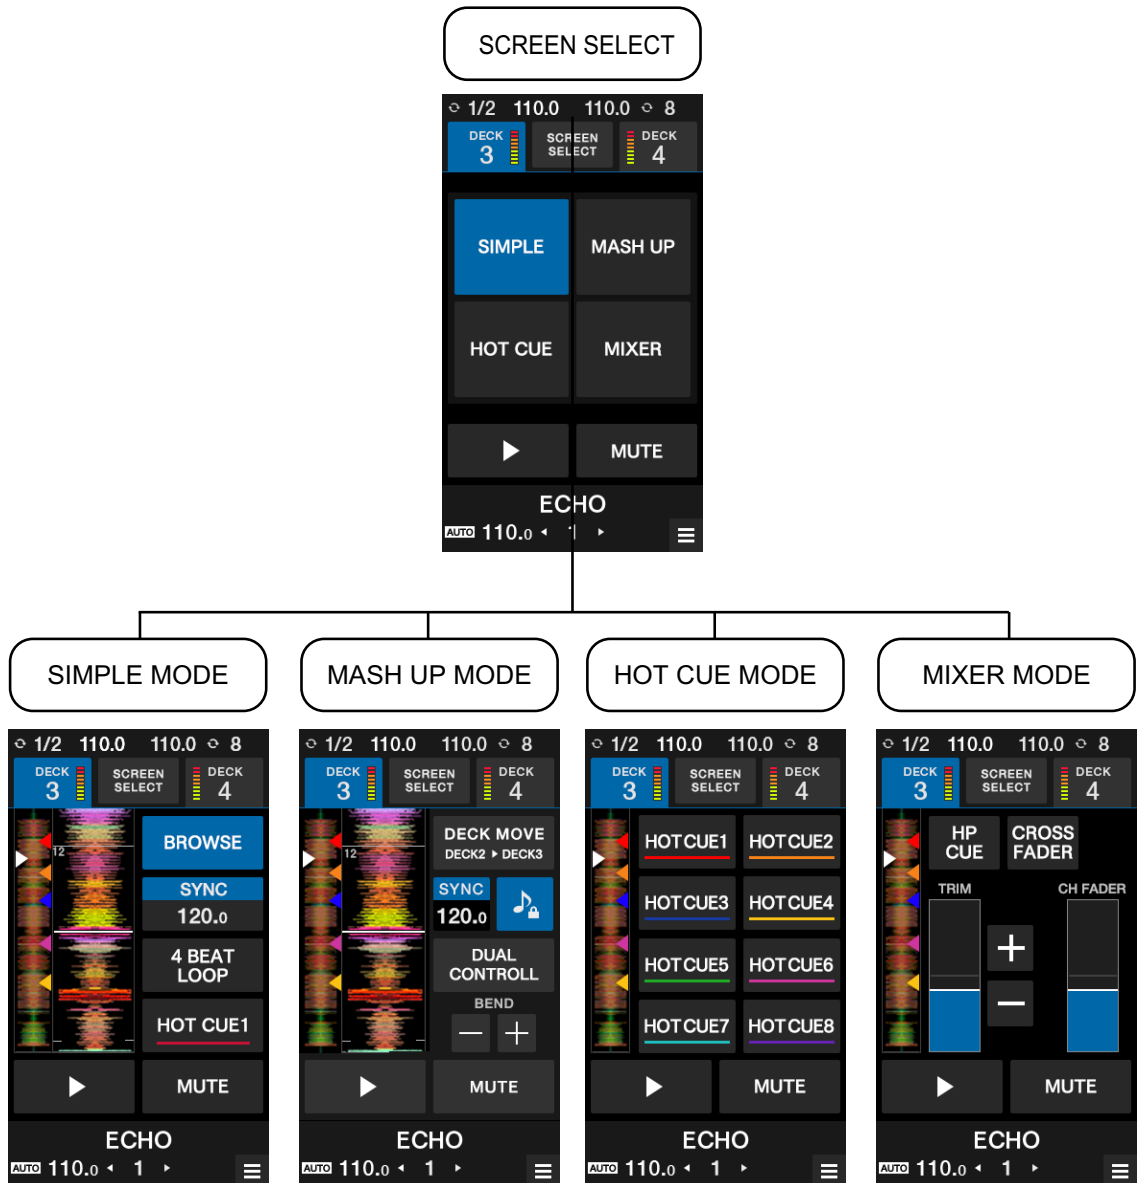 SCREEN SELECT
1/2 110.0 110.0 8
DECK 3
SCREEN
SELECT
DECK 4
SIMPLE
MASH UP
HOT CUE
MIXER
MUTE
ECHO
AUTO 110.0 1
SIMPLE MODE
1/2 110.0 110.0 8
DECK 3
SCREEN
SELECT
DECK 4
12
BROWSE
SYNC
120.0
4 BEAT
LOOP
HOT CUE1
MUTE
ECHO
AUTO 110.0 1
MASH UP MODE
1/2 110.0 110.0 8
DECK 3
SCREEN
SELECT
DECK 4
12
DECK MOVE
DECK2 ▸ DECK3
SYNC
120.0
DUAL
CONTROLL
BEND
MUTE
ECHO
AUTO 110.0 1
HOT CUE MODE
1/2 110.0 110.0 8
DECK 3
SCREEN
SELECT
DECK 4
HOT CUE1 HOT CUE2
HOT CUE3 HOT CUE4
HOT CUE5 HOT CUE6
HOT CUE7 HOT CUE8
MUTE
ECHO
AUTO 110.0 1
MIXER MODE
1/2 110.0 110.0 8
DECK 3
SCREEN
SELECT
DECK 4
HP
CUE
CROSS
FADER
TRIM
CH FADER
MUTE
ECHO
AUTO 110.0 1